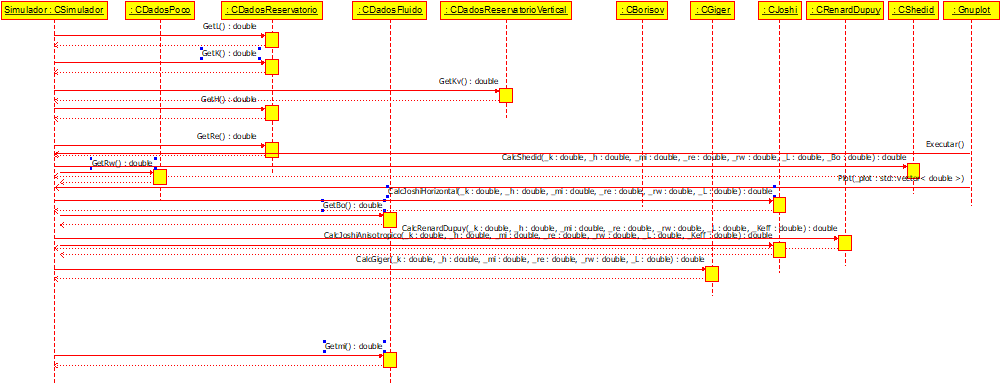 Simulador : CSimulador
: CDadosPoco
: CDadosReservatorio
: CDadosFluido
: CDadosReservatorioVertical
: CBorisov
: CGiger
: CJoshi
: CRenardDupuy
: CShedid
: Gnuplot
GetL() : double
GetK() : double
GetKv() : double
GetH() : double
GetRe() : double
Executar()
CalcShedid(_k : double, _h : double, _mi : double, _re : double, _rw : double, _L : double, _Bo : double) : double
GetRw() : double
Plot(_plot : std::vector< double >)
CalcJoshiHorizontal(_k : double, _h : double, _mi : double, _re : double, _rw : double, _L : double) : double
GetBo() : double
CalcRenardDupuy(_k : double, _h : double, _mi : double, _re : double, _rw : double, _L : double, _Keff : double) : double
CalcJoshiAnisotropico(_k : double, _h : double, _mi : double, _re : double, _rw : double, _L : double, Keff : double) : double
CalcGiger(_k : double, _h : double, _mi : double, _re : double, _rw : double, _L : double) : double
Getmi() : double